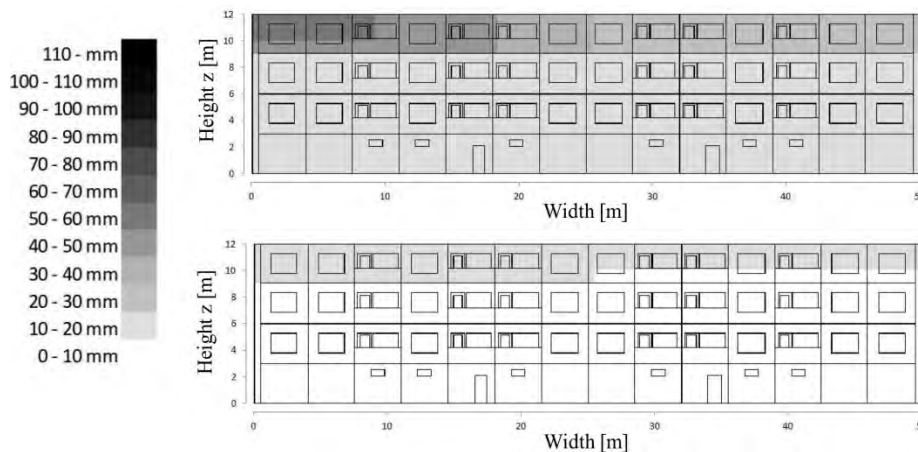 110 - mm
100 - 110 mm
90 - 100 mm
80 - 90 mm
70 - 80 mm
60 - 70 mm
50 - 60 mm
40 - 50 mm
30 - 40 mm
20 - 30 mm
10 - 20 mm
0 - 10 mm
Height z [m]
12
10
8
6
4
2
0
0 10 20 30 40 50
Width [m]
Height z [m]
12
10
8
6
4
2
0
0 10 20 30 40
Width [m]